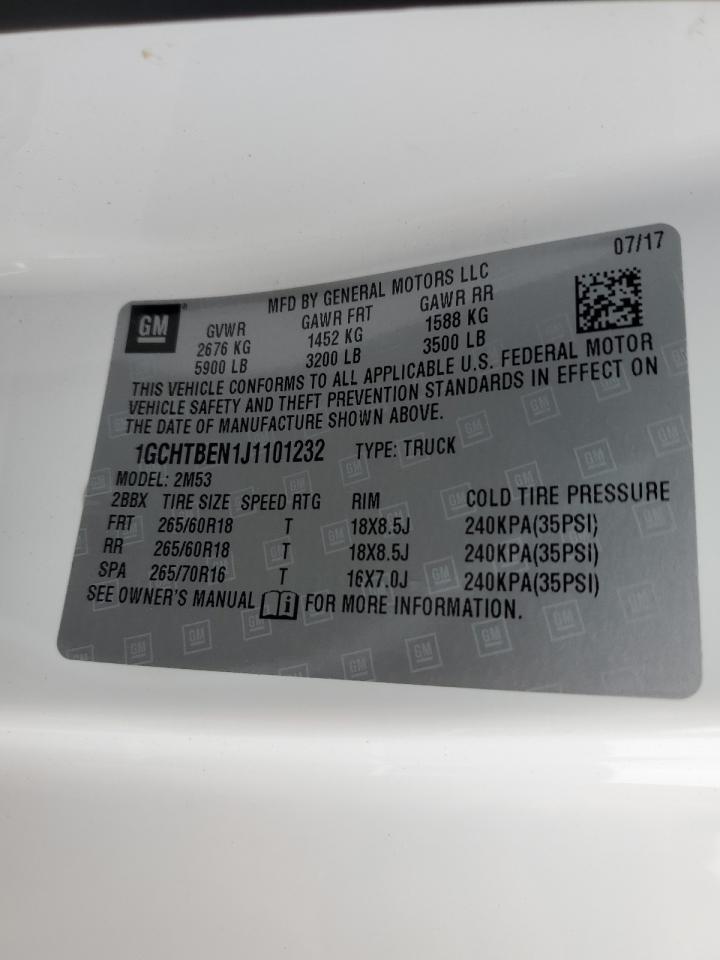 07/17
MFD BY GENERAL MOTORS LLC
GM
GVWR GAWR FRT GAWR RR
2676 KG 1452 KG 1588 KG
5900 LB 3200 LB 3500 LB
THIS VEHICLE CONFORMS TO ALL APPLICABLE U.S. FEDERAL MOTOR
VEHICLE SAFETY AND THEFT PREVENTION STANDARDS IN EFFECT ON
THE DATE OF MANUFACTURE SHOWN ABOVE.
1GCHTBEN1J1101232 TYPE: TRUCK
MODEL: 2M53
2BBX TIRE SIZE SPEED RTG RIM COLD TIRE PRESSURE
FRT 265/60R18 T 18X8.5J 240KPA(35PSI)
RR 265/60R18 T 18X8.5J 240KPA(35PSI)
SPA 265/70R16 T 16X7.0J 240KPA(35PSI)
SEE OWNER'S MANUAL i FOR MORE INFORMATION.